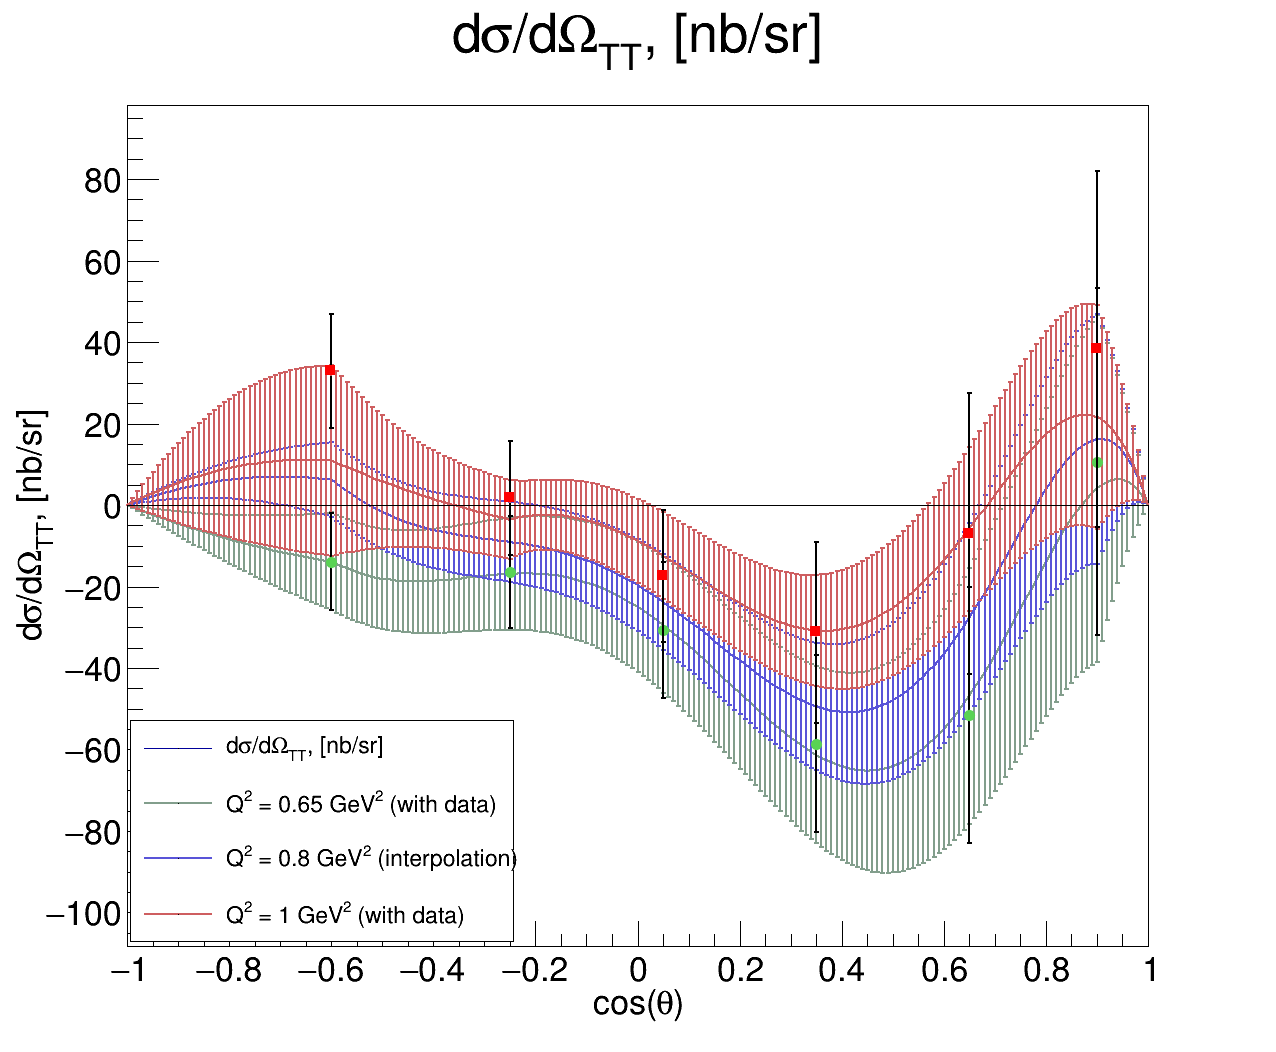 dσ/dΩTT, [nb/sr]
dσ/dΩTT, [nb/sr]
80
60
40
20
0
−20
−40
−60
−80
−100
dσ/dΩTT, [nb/sr]
Q² = 0.65 GeV² (with data)
Q² = 0.8 GeV² (interpolation)
Q² = 1 GeV² (with data)
−1 −0.8 −0.6 −0.4 −0.2 0 0.2 0.4 0.6 0.8 1
cos(θ)